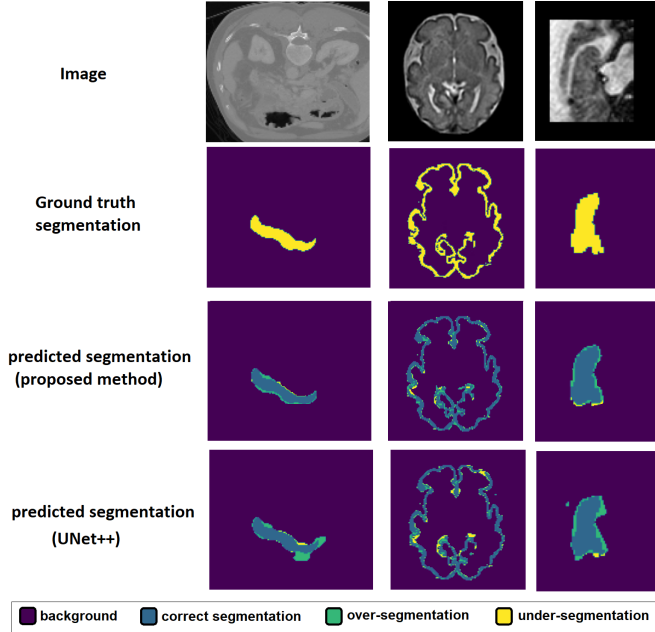 Image
Ground truth
segmentation
predicted segmentation
(proposed method)
predicted segmentation
(UNet++)
background correct segmentation over-segmentation under-segmentation